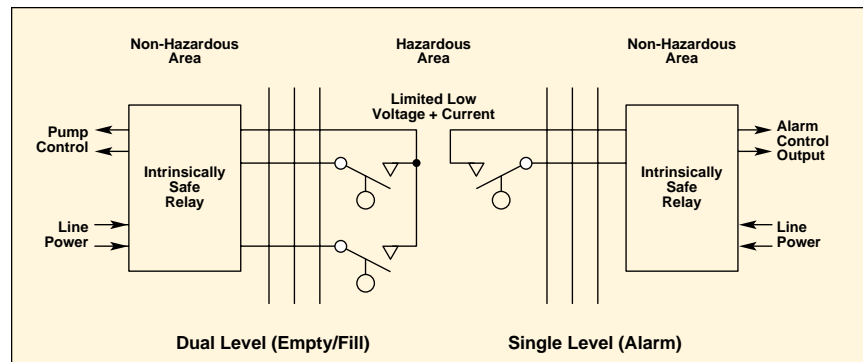 Non-Hazardous
Area
Hazardous
Area
Non-Hazardous
Area
Limited Low
Voltage + Current
Pump
Control
Intrinsically
Safe
Relay
Line
Power
Intrinsically
Safe
Relay
Alarm
Control
Output
Line
Power
Dual Level (Empty/Fill)
Single Level (Alarm)